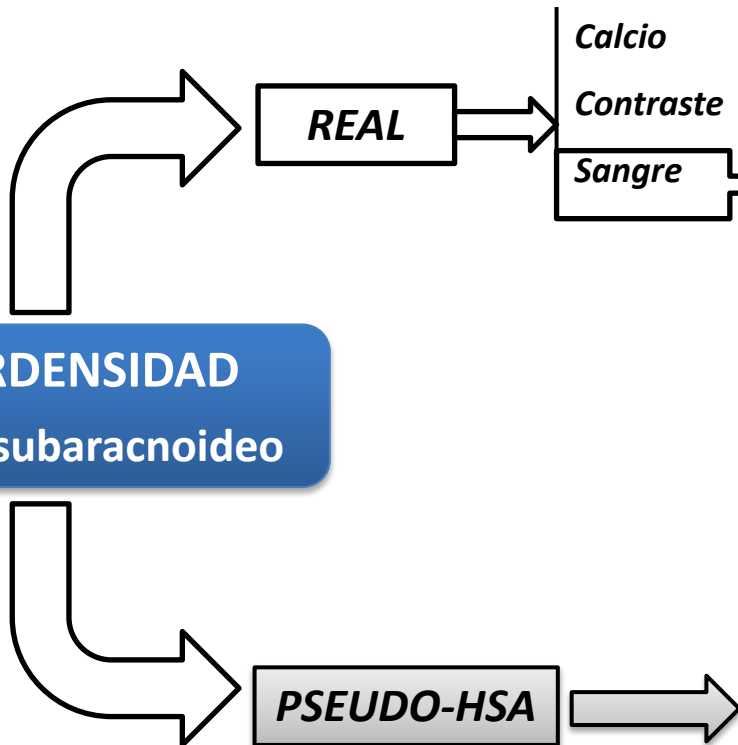 Calcio
REAL
Contraste
Sangre
RDENSIDAD
subaracnoideo
PSEUDO-HSA